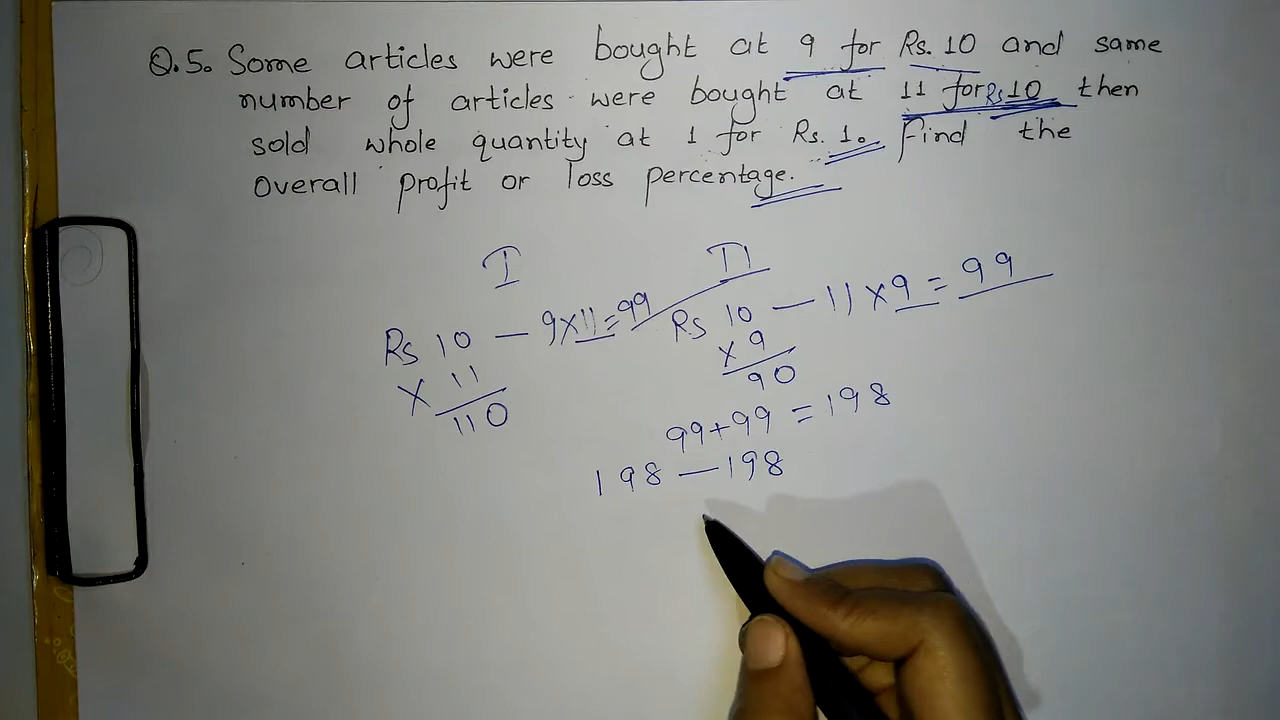 Q.5. Some articles were bought at 9 for Rs. 10 and same
number of articles were bought at 11 for Rs 10 then
sold whole quantity at 1 for Rs. 1. Find the
overall profit or loss percentage.
I II
Rs 10 — 9×11=99 Rs 10 — 11×9 = 99
× 11 × 9
110 90
99+99 = 198
198 — 198